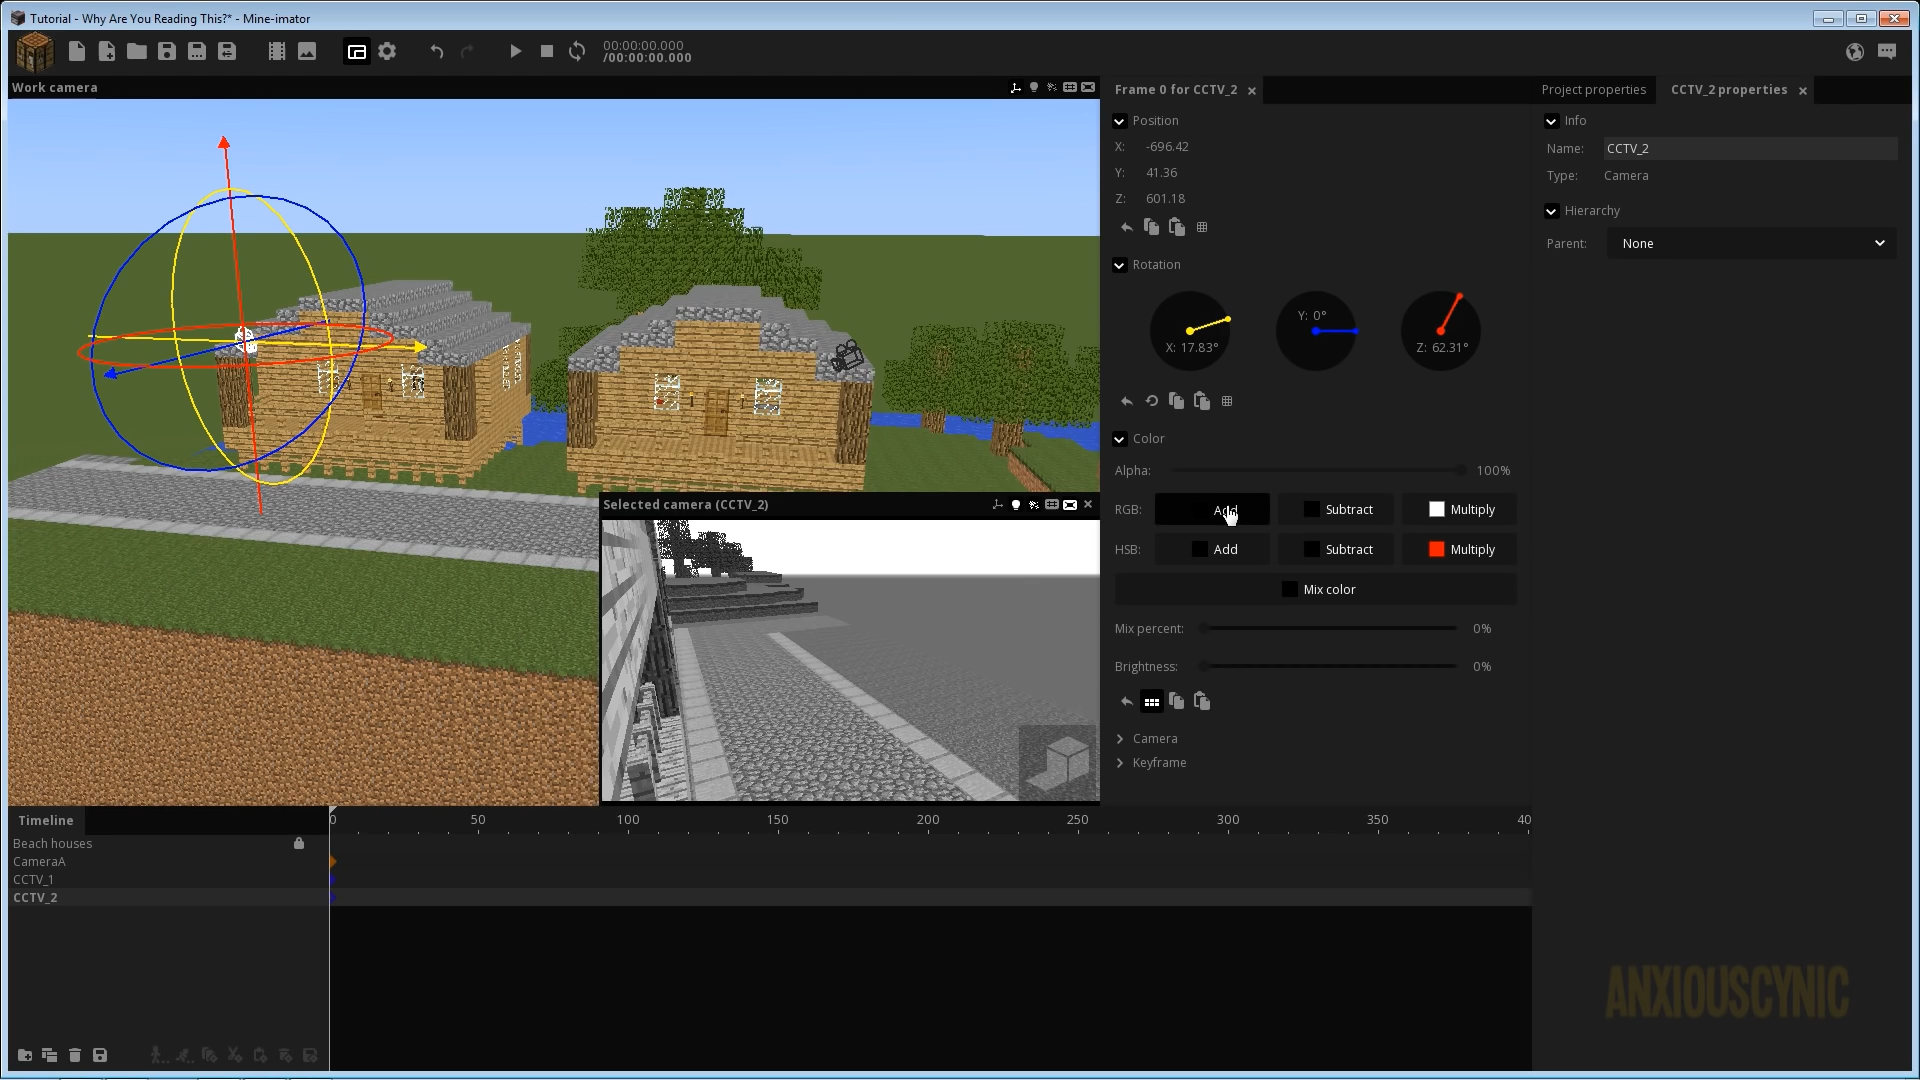 Tutorial - Why Are You Reading This?* - Mine-imator
00:00:00.000
/00:00:00.000
Work camera
Frame 0 for CCTV_2
Position
X: -696.42
Y: 41.36
Z: 601.18
Rotation
X: 17.83°
Y: 0°
Z: 62.31°
Color
Alpha: 100%
RGB: Add Subtract Multiply
HSB: Add Subtract Multiply
Mix color
Mix percent: 0%
Brightness: 0%
Camera
Keyframe
Project properties
CCTV_2 properties
Info
Name: CCTV_2
Type: Camera
Hierarchy
Parent: None
Selected camera (CCTV_2)
Timeline
0 50 100 150 200 250 300 350 40
Beach houses
CameraA
CCTV_1
CCTV_2
ANXIOUSCYNIC